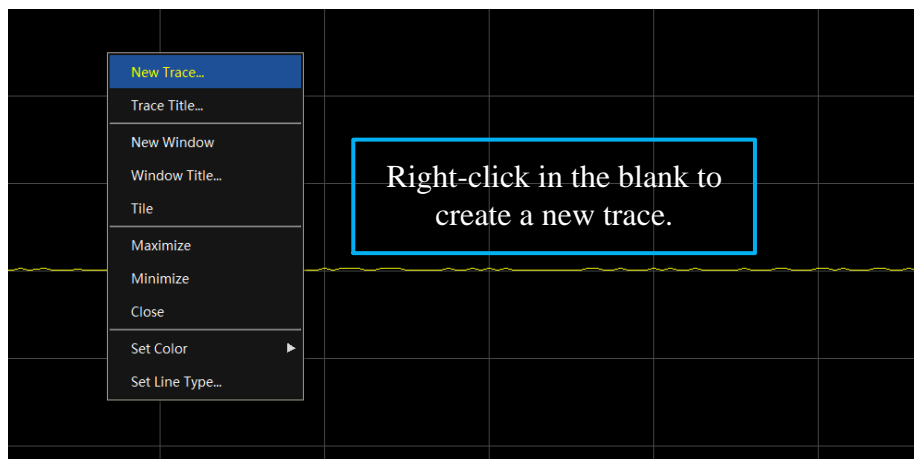 New Trace...
Trace Title...
New Window
Window Title...
Tile
Maximize
Minimize
Close
Set Color
Set Line Type...
Right-click in the blank to
create a new trace.